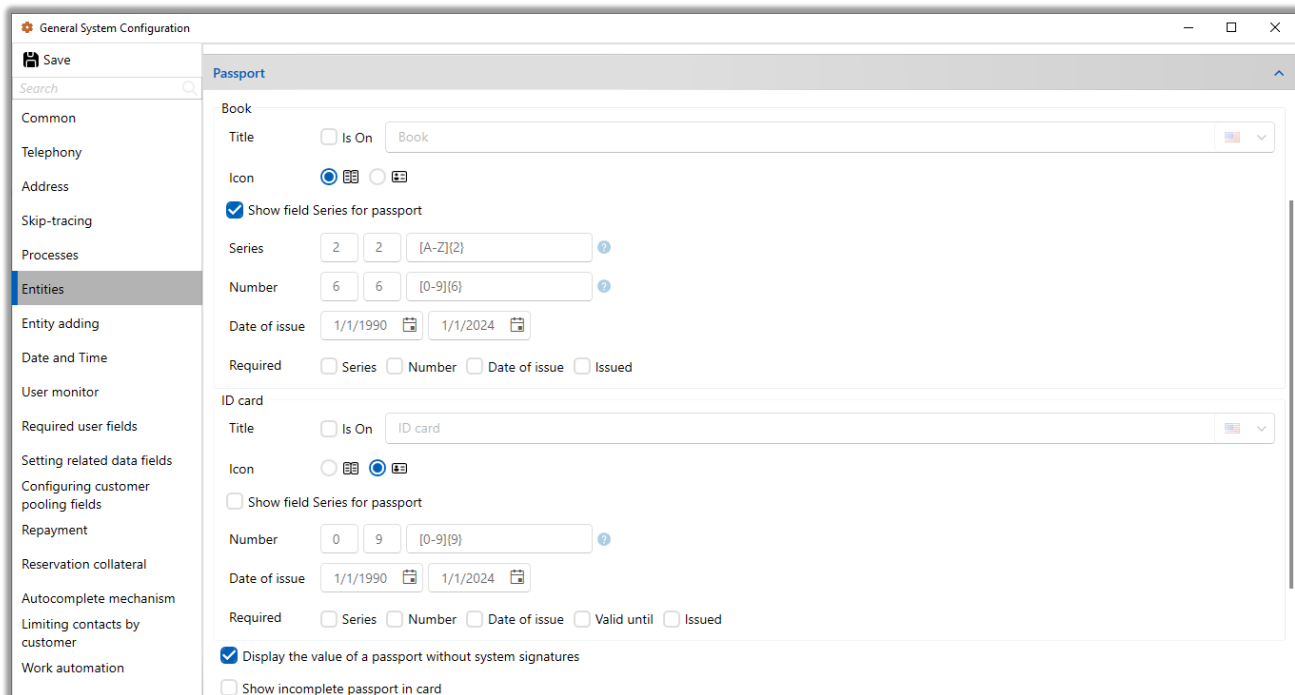 General System Configuration
Save
Search
Common
Telephony
Address
Skip-tracing
Processes
Entities
Entity adding
Date and Time
User monitor
Required user fields
Setting related data fields
Configuring customer
pooling fields
Repayment
Reservation collateral
Autocomplete mechanism
Limiting contacts by
customer
Work automation
Passport
Book
Title Is On Book
Icon
Show field Series for passport
Series 2 2 [A-Z]{2} ?
Number 6 6 [0-9]{6} ?
Date of issue 1/1/1990 1/1/2024
Required Series Number Date of issue Issued
ID card
Title Is On ID card
Icon
Show field Series for passport
Number 0 9 [0-9]{9} ?
Date of issue 1/1/1990 1/1/2024
Required Series Number Date of issue Valid until Issued
Display the value of a passport without system signatures
Show incomplete passport in card